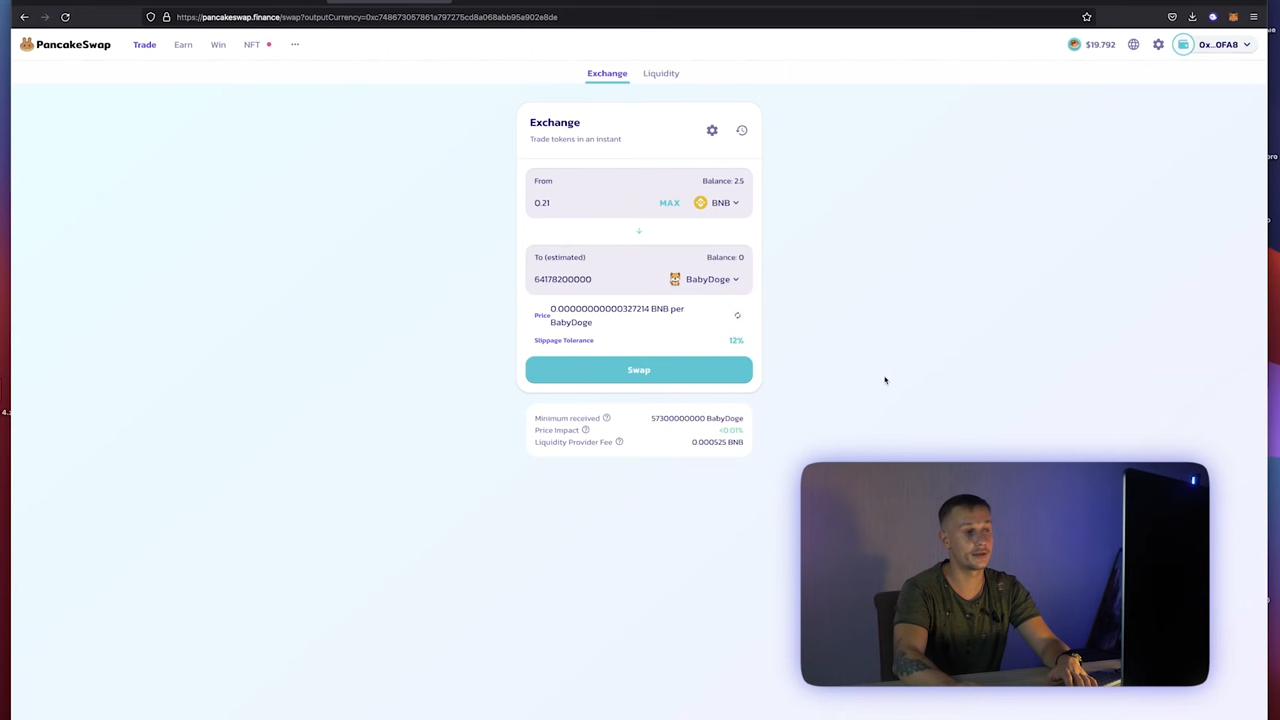 https://pancakeswap.finance/swap?outputCurrency=0xc748673057861a797275cd8a068abb95a902e8de
PancakeSwap Trade Earn Win NFT $19.792 0x...0FA8
Exchange Liquidity
Exchange
Trade tokens in an instant
From Balance: 2.5
0.21 MAX BNB
To (estimated) Balance: 0
64178200000 BabyDoge
Price 0.00000000000327214 BNB per
BabyDoge
Slippage Tolerance 12%
Swap
Minimum received 57300000000 BabyDoge
Price Impact <0.01%
Liquidity Provider Fee 0.000525 BNB